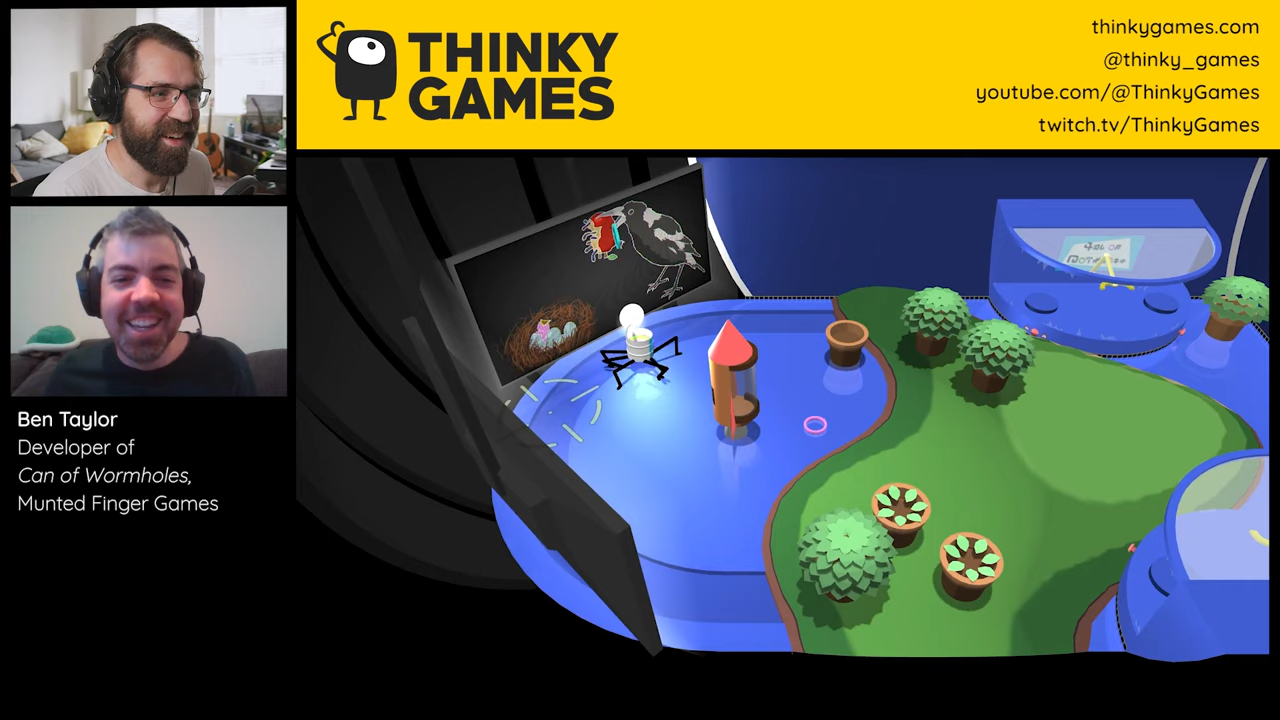 THINKY
GAMES
thinkygames.com
@thinky_games
youtube.com/@ThinkyGames
twitch.tv/ThinkyGames
Ben Taylor
Developer of
Can of Wormholes,
Munted Finger Games